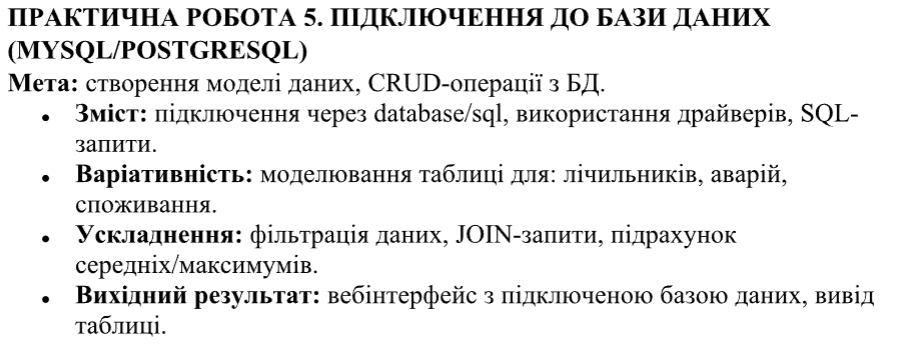 ПРАКТИЧНА РОБОТА 5. ПІДКЛЮЧЕННЯ ДО БАЗИ ДАНИХ
(MYSQL/POSTGRESQL)
Мета: створення моделі даних, CRUD-операції з БД.
• Зміст: підключення через database/sql, використання драйверів, SQL-
запити.
• Варіативність: моделювання таблиці для: лічильників, аварій,
споживання.
• Ускладнення: фільтрація даних, JOIN-запити, підрахунок
середніх/максимумів.
• Вихідний результат: вебінтерфейс з підключеною базою даних, вивід
таблиці.